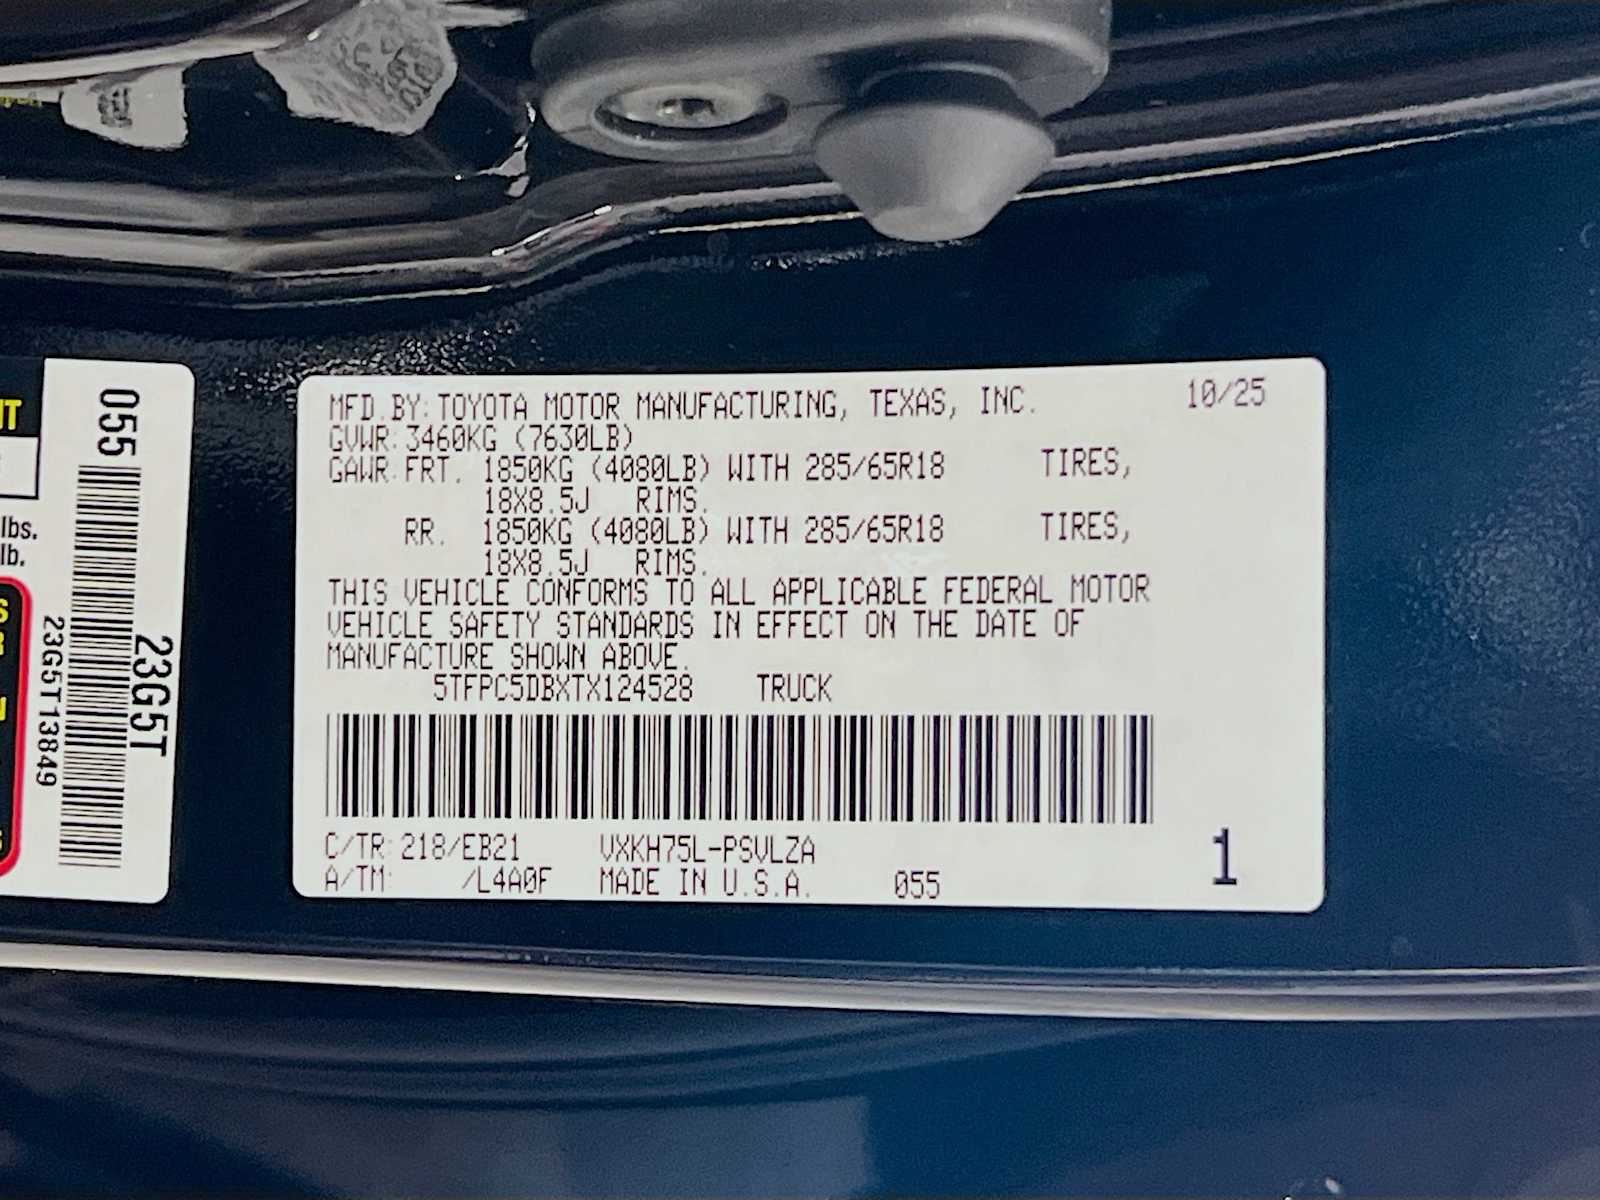 MFD.BY:TOYOTA MOTOR MANUFACTURING, TEXAS, INC. 10/25
GVWR:3460KG (7630LB)
GAWR:FRT. 1850KG (4080LB) WITH 285/65R18 TIRES,
18X8.5J RIMS.
RR. 1850KG (4080LB) WITH 285/65R18 TIRES,
18X8.5J RIMS.
THIS VEHICLE CONFORMS TO ALL APPLICABLE FEDERAL MOTOR
VEHICLE SAFETY STANDARDS IN EFFECT ON THE DATE OF
MANUFACTURE SHOWN ABOVE.
5TFPC5DBXTX124528 TRUCK
C/TR:218/EB21 VXKH75L-PSVLZA
A/TM: /L4A0F MADE IN U.S.A. 055
1
055
23G5T
23G5T13849
lbs.
lb.